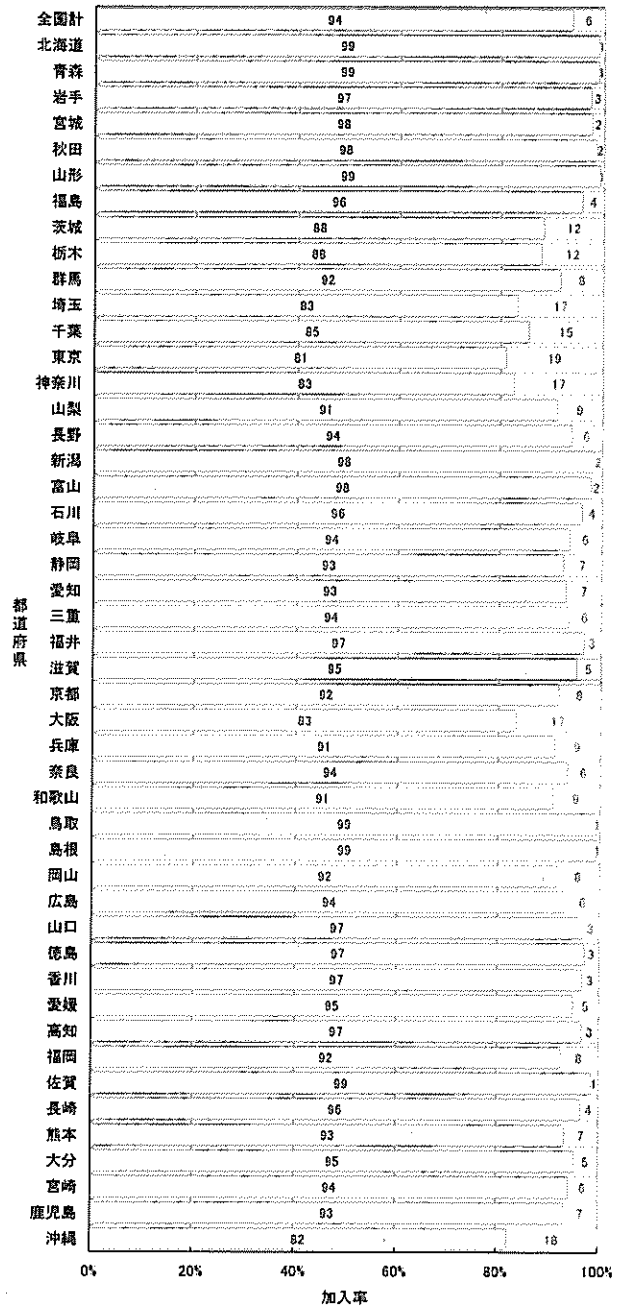 全国計 94 6
北海道 99 1
青森 99 1
岩手 97 3
宮城 98 2
秋田 98 2
山形 99 1
福島 96 4
茨城 88 12
栃木 88 12
群馬 92 8
埼玉 83 17
千葉 85 15
東京 81 19
神奈川 83 17
山梨 91 9
長野 94 6
新潟 98 2
富山 98 2
石川 96 4
岐阜 94 6
静岡 93 7
愛知 93 7
三重 94 6
福井 97 3
滋賀 95 5
京都 92 8
大阪 83 17
兵庫 91 9
奈良 94 6
和歌山 91 9
鳥取 99 1
島根 99 1
岡山 92 8
広島 94 6
山口 97 3
徳島 97 3
香川 97 3
愛媛 95 5
高知 97 3
福岡 92 8
佐賀 99 1
長崎 96 4
熊本 93 7
大分 95 5
宮崎 94 6
鹿児島 93 7
沖縄 82 18
都道府県
0% 20% 40% 60% 80% 100%
加入率